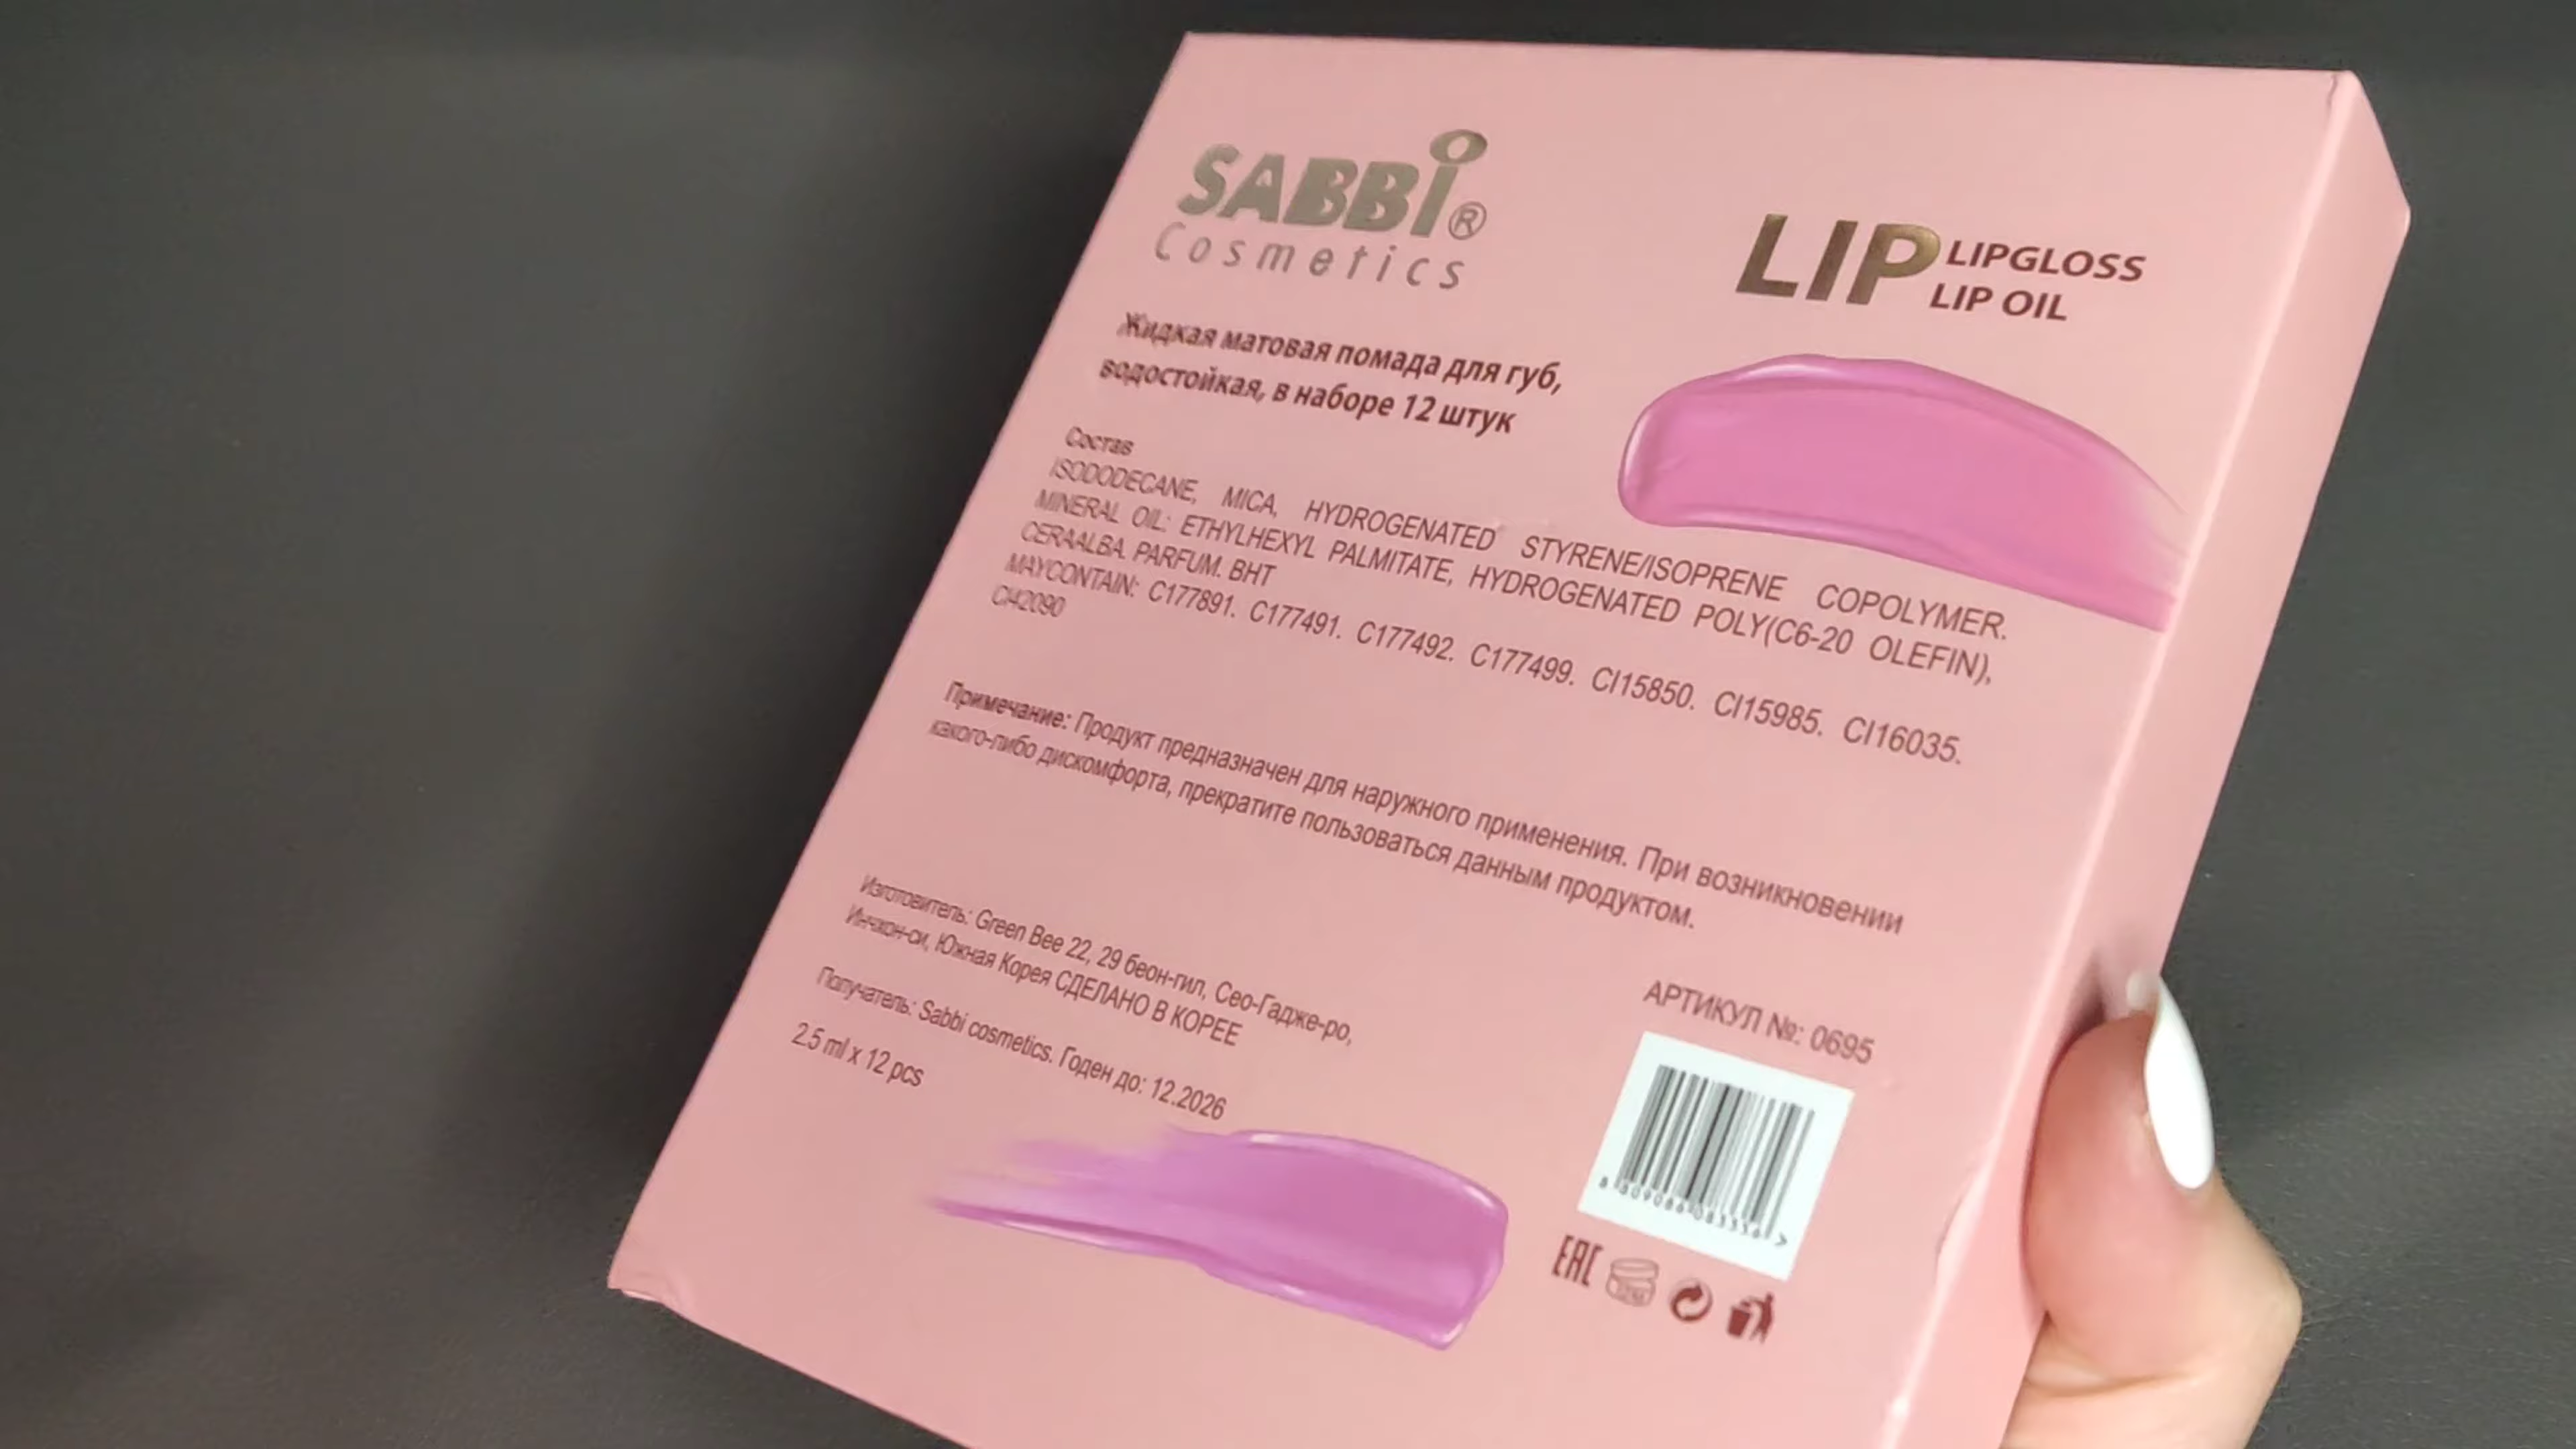 SABBi®
Cosmetics
LIP LIPGLOSS
LIP OIL
Жидкая матовая помада для губ,
водостойкая, в наборе 12 штук
Состав
ISODODECANE, MICA, HYDROGENATED STYRENE/ISOPRENE COPOLYMER.
MINERAL OIL: ETHYLHEXYL PALMITATE, HYDROGENATED POLY(C6-20 OLEFIN),
CERAALBA. PARFUM. BHT
MAYCONTAIN: C177891. C177491. C177492. C177499. CI15850. CI15985. CI16035.
CI42090
Примечание: Продукт предназначен для наружного применения. При возникновении
какого-либо дискомфорта, прекратите пользоваться данным продуктом.
Изготовитель: Green Bee 22, 29 беон-гил, Сео-Гадже-ро,
Инчхон-си, Южная Корея СДЕЛАНО В КОРЕЕ
Получатель: Sabbi cosmetics. Годен до: 12.2026
2.5 ml x 12 pcs
АРТИКУЛ №: 0695
EAC